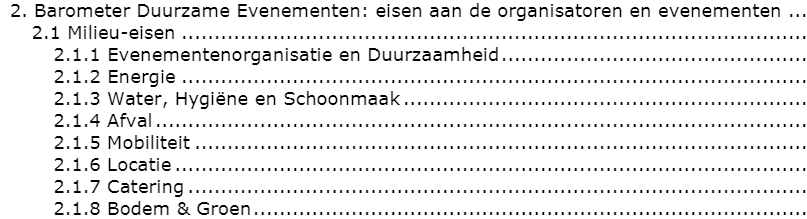 2. Barometer Duurzame Evenementen: eisen aan de organisatoren en evenementen ...
2.1 Milieu-eisen ................................................................................................
2.1.1 Evenementenorganisatie en Duurzaamheid...............................................
2.1.2 Energie ................................................................................................
2.1.3 Water, Hygiëne en Schoonmaak..............................................................
2.1.4 Afval....................................................................................................
2.1.5 Mobiliteit ..............................................................................................
2.1.6 Locatie.................................................................................................
2.1.7 Catering ...............................................................................................
2.1.8 Bodem & Groen.....................................................................................